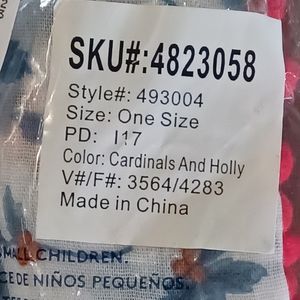 SKU#:4823058
Style#: 493004
Size: One Size
PD: I17
Color: Cardinals And Holly
V#/F#: 3564/4283
Made in China
SMALL CHILDREN.
CE DE NIÑOS PEQUEÑOS.